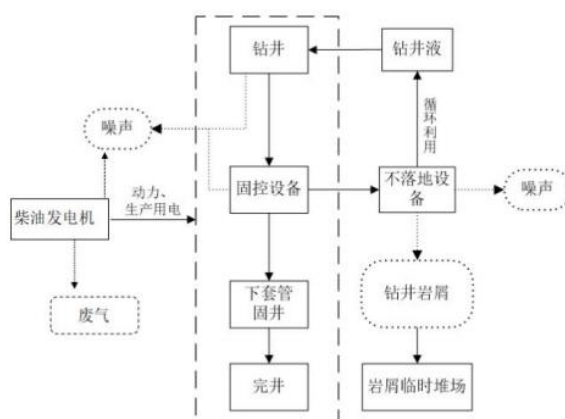 钻井
钻井液
噪声
循环利用
固控设备
不落地设
备
噪声
动力、
生产用电
柴油发电机
废气
下套管
固井
钻井岩屑
完井
岩屑临时堆场